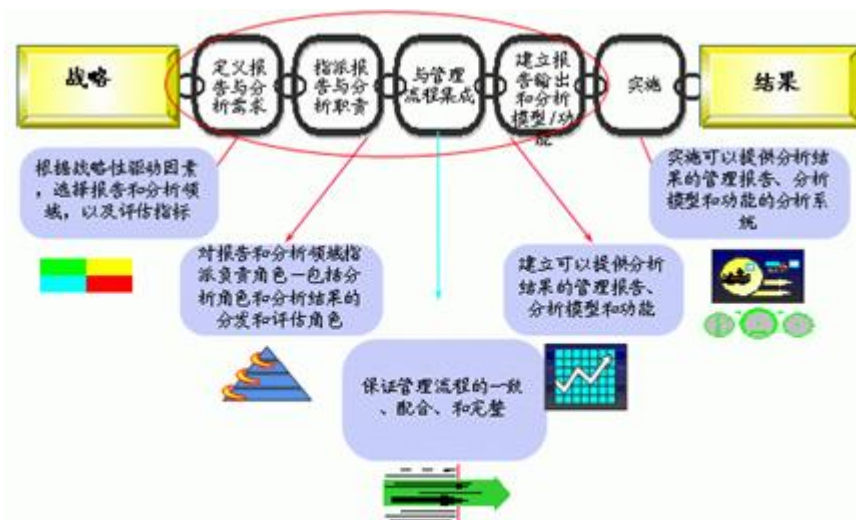 战略
定义报
告与分
析需求
指派报
告与分
析职责
与管理
流程集成
建立报
告输出
和分析
模型/功
能
实施
结果
根据战略性驱动因素
，选择报告和分析领
域，以及评估指标
实施可以提供分析结
果的管理报告、分析
模型和功能的分析系
统
对报告和分析领域指
派负责角色—包括分
析角色和分析结果的
分发和评估角色
建立可以提供分析
结果的管理报告、
分析模型和功能
保证管理流程的一致
、配合、和完整